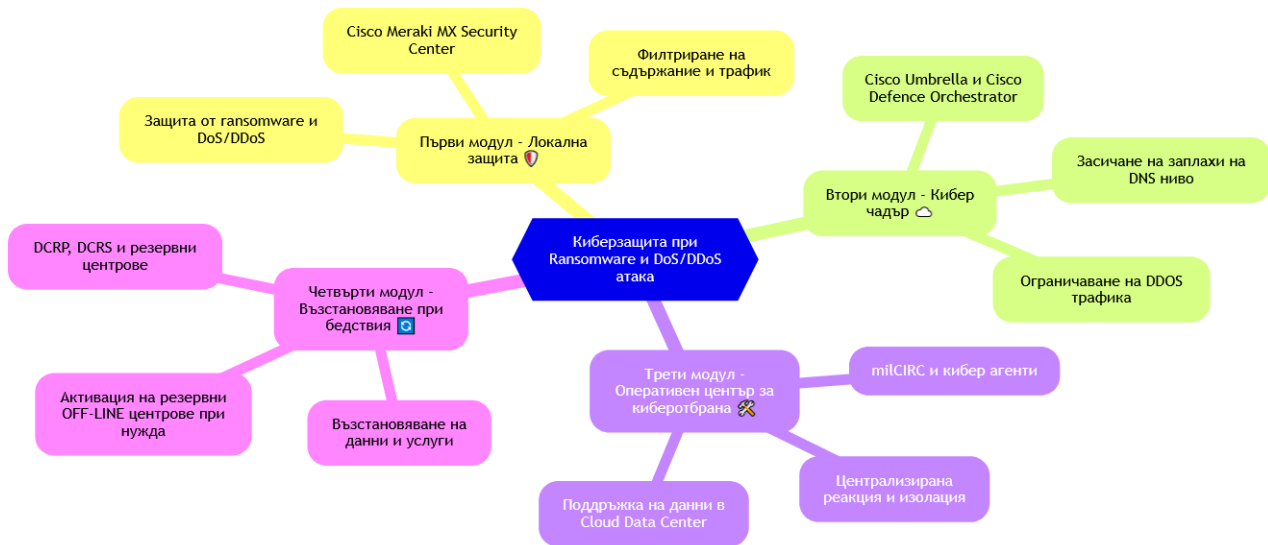 Cisco Meraki MX Security
Center
Филтриране на
съдържание и трафик
Защита от ransomware и
DoS/DDoS
Първи модул - Локална
защита
Cisco Umbrella и Cisco
Defence Orchestrator
Засичане на заплахи на
DNS ниво
Втори модул - Кибер
чадър
Ограничаване на DDOS
трафика
Киберзащита при
Ransomware и DoS/DDoS
атака
DCRP, DCRS и резервни
центрове
Четвърти модул -
Възстановяване при
бедствия
Активация на резервни
OFF-LINE центрове при
нужда
Възстановяване на
данни и услуги
Трети модул -
Оперативен център за
киберотбрана
milCIRC и кибер агенти
Централизирана
реакция и изолация
Поддръжка на данни в
Cloud Data Center